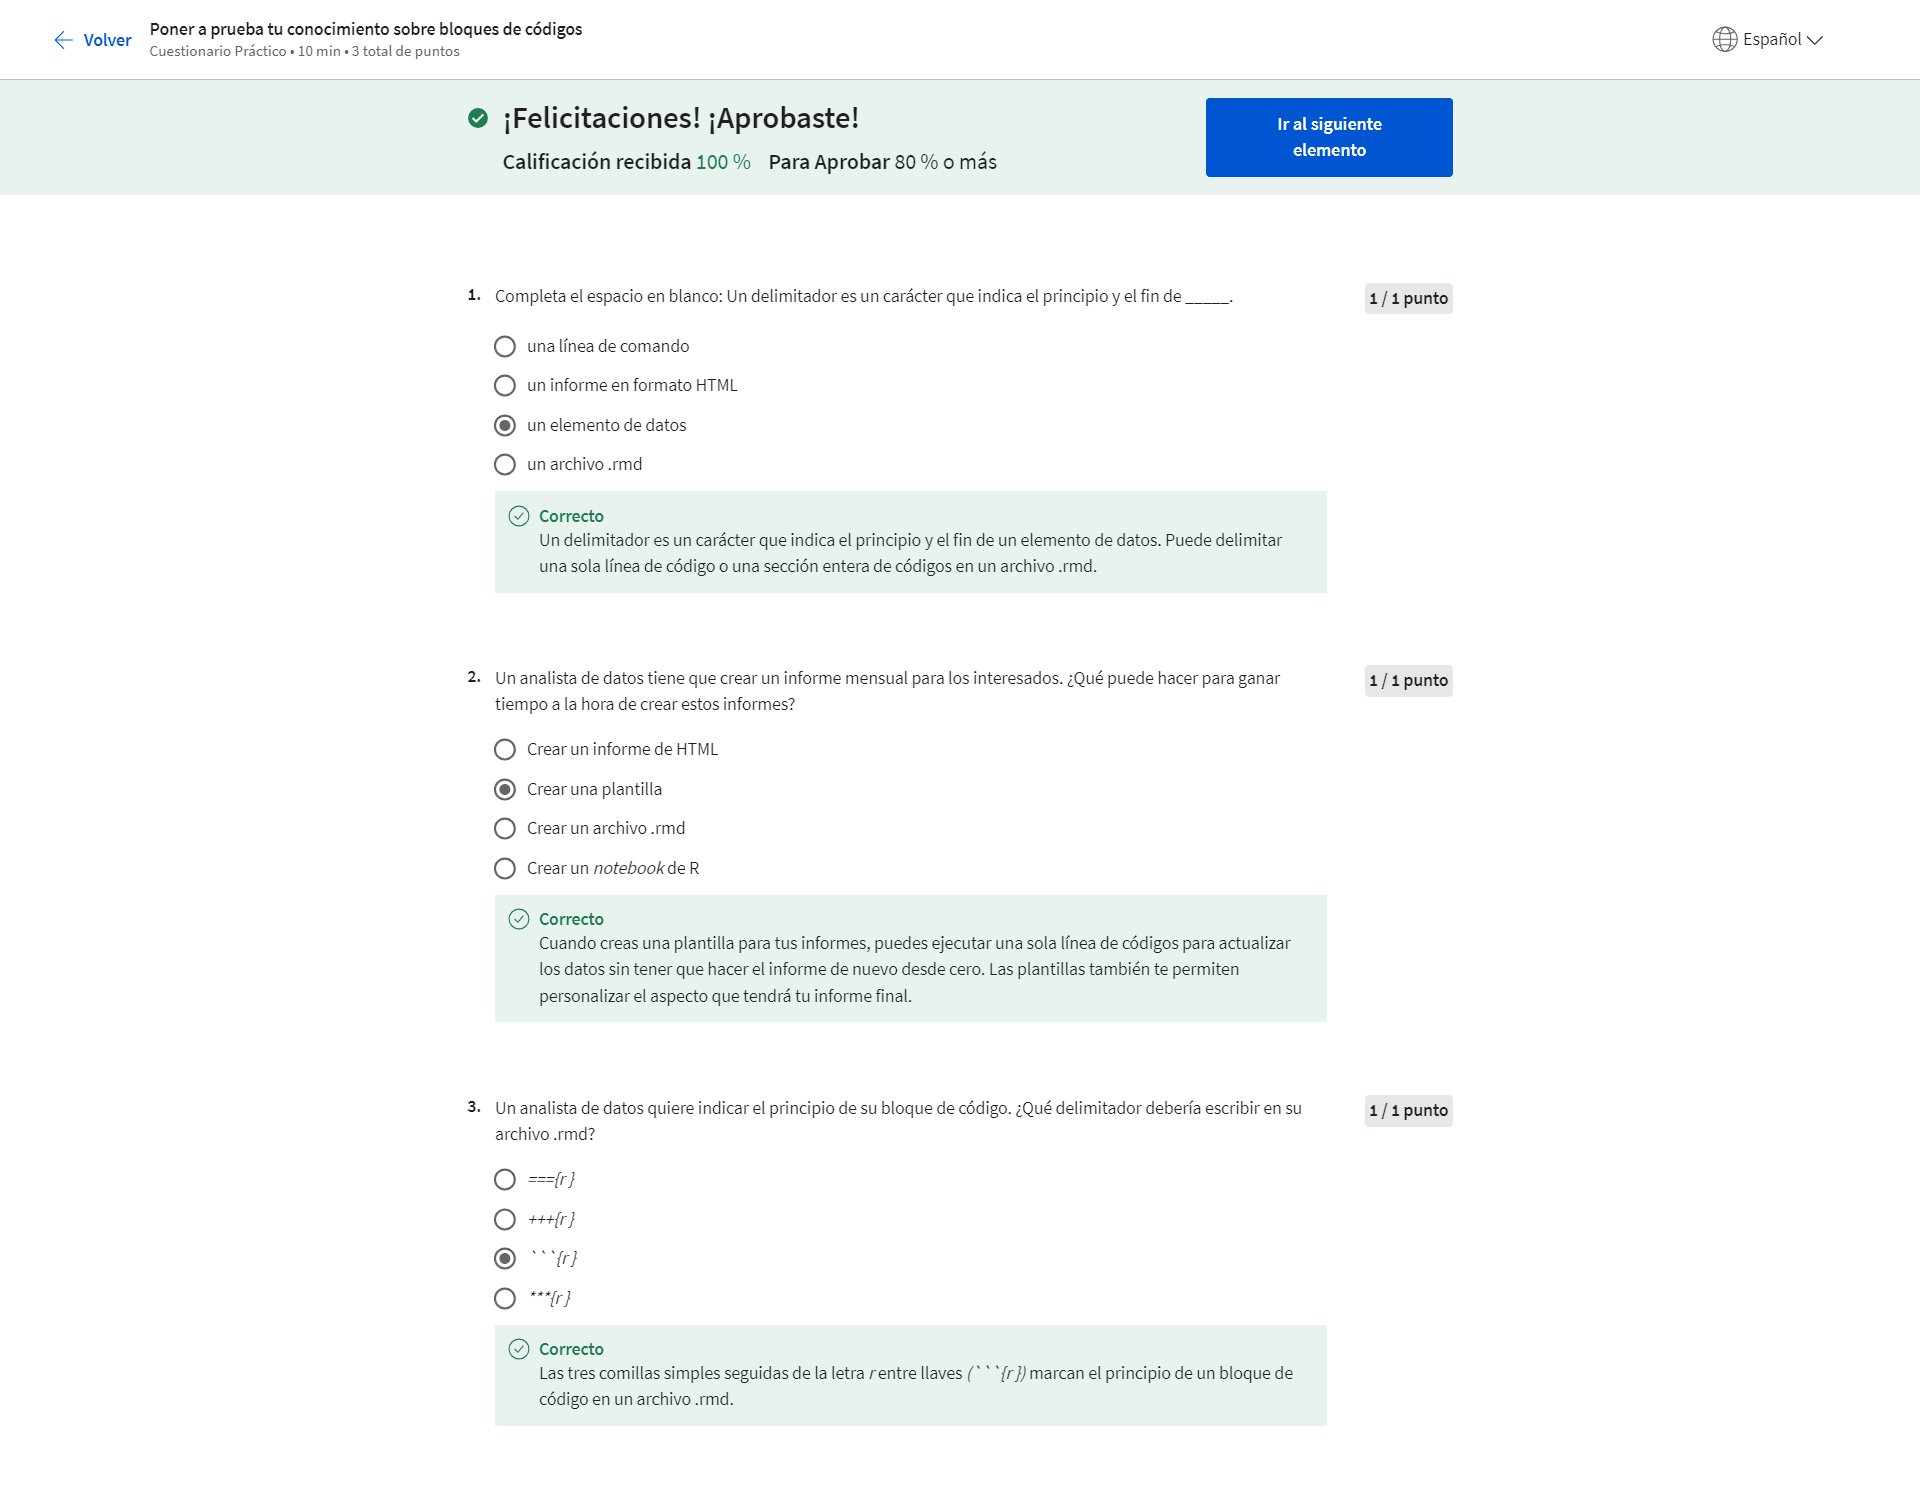 Volver
Poner a prueba tu conocimiento sobre bloques de códigos
Cuestionario Práctico • 10 min • 3 total de puntos
Español
¡Felicitaciones! ¡Aprobaste!
Calificación recibida 100 % Para Aprobar 80 % o más
Ir al siguiente
elemento
1. Completa el espacio en blanco: Un delimitador es un carácter que indica el principio y el fin de _____.
1 / 1 punto
una línea de comando
un informe en formato HTML
un elemento de datos
un archivo .rmd
Correcto
Un delimitador es un carácter que indica el principio y el fin de un elemento de datos. Puede delimitar
una sola línea de código o una sección entera de códigos en un archivo .rmd.
2. Un analista de datos tiene que crear un informe mensual para los interesados. ¿Qué puede hacer para ganar
tiempo a la hora de crear estos informes?
1 / 1 punto
Crear un informe de HTML
Crear una plantilla
Crear un archivo .rmd
Crear un notebook de R
Correcto
Cuando creas una plantilla para tus informes, puedes ejecutar una sola línea de códigos para actualizar
los datos sin tener que hacer el informe de nuevo desde cero. Las plantillas también te permiten
personalizar el aspecto que tendrá tu informe final.
3. Un analista de datos quiere indicar el principio de su bloque de código. ¿Qué delimitador debería escribir en su
archivo .rmd?
1 / 1 punto
==={r}
+++{r}
```{r}
***{r}
Correcto
Las tres comillas simples seguidas de la letra r entre llaves (```{r}) marcan el principio de un bloque de
código en un archivo .rmd.